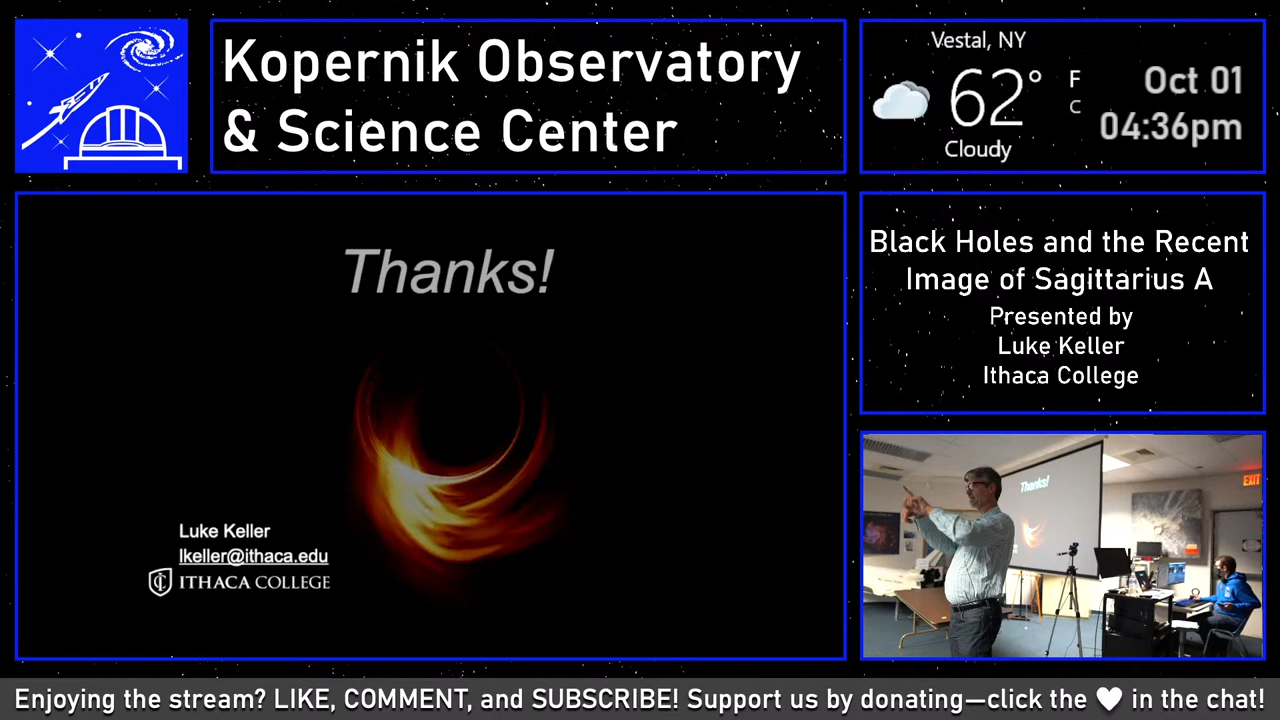 Kopernik Observatory
& Science Center
Vestal, NY
62°
F
C
Cloudy
Oct 01
04:36pm
Thanks!
Luke Keller
lkeller@ithaca.edu
ITHACA COLLEGE
Black Holes and the Recent
Image of Sagittarius A
Presented by
Luke Keller
Ithaca College
Thanks!
EXIT
Enjoying the stream? LIKE, COMMENT, and SUBSCRIBE! Support us by donating—click the ♥ in the chat!